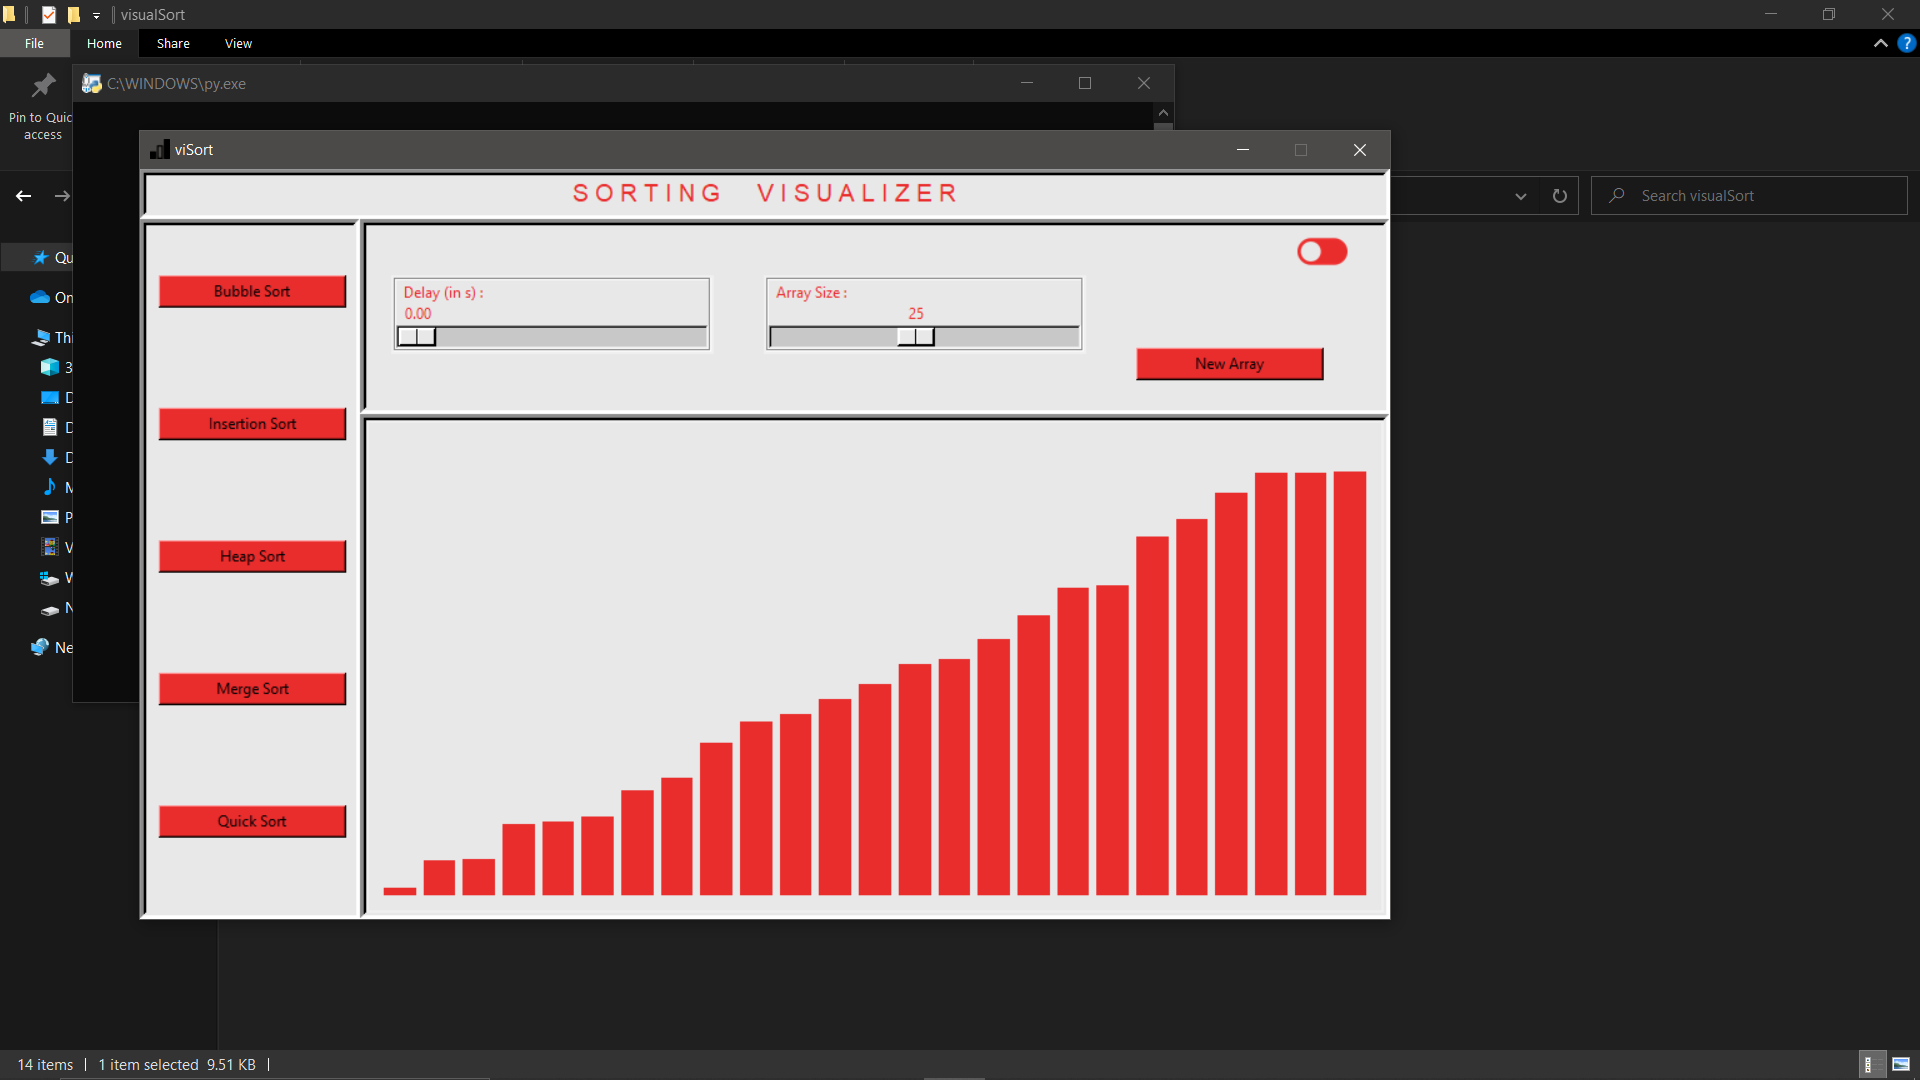 visualSort
File Home Share View
C:\WINDOWS\py.exe
Pin to Quic
access
viSort
SORTING VISUALIZER
Search visualSort
Bubble Sort
Delay (in s) :
0.00
Array Size :
25
New Array
Insertion Sort
Heap Sort
Merge Sort
Quick Sort
Qu
On
Thi
3
D
D
D
M
P
V
W
N
Ne
14 items 1 item selected 9.51 KB